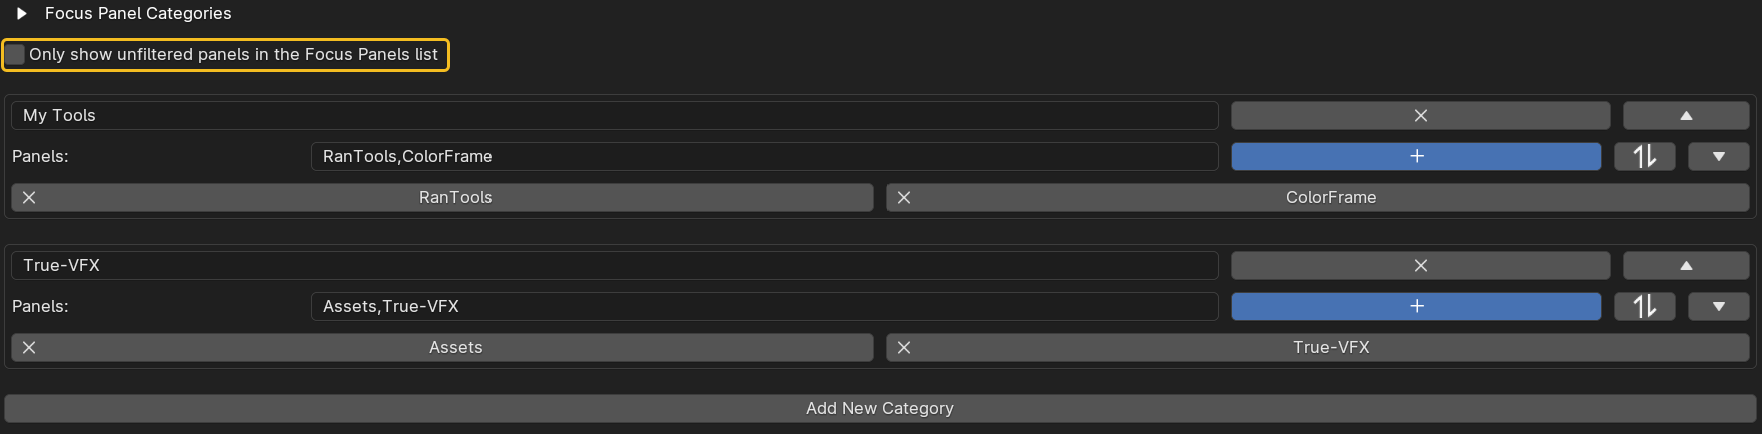 Focus Panel Categories
Only show unfiltered panels in the Focus Panels list
My Tools
Panels: RanTools,ColorFrame
RanTools ColorFrame
True-VFX
Panels: Assets,True-VFX
Assets True-VFX
Add New Category